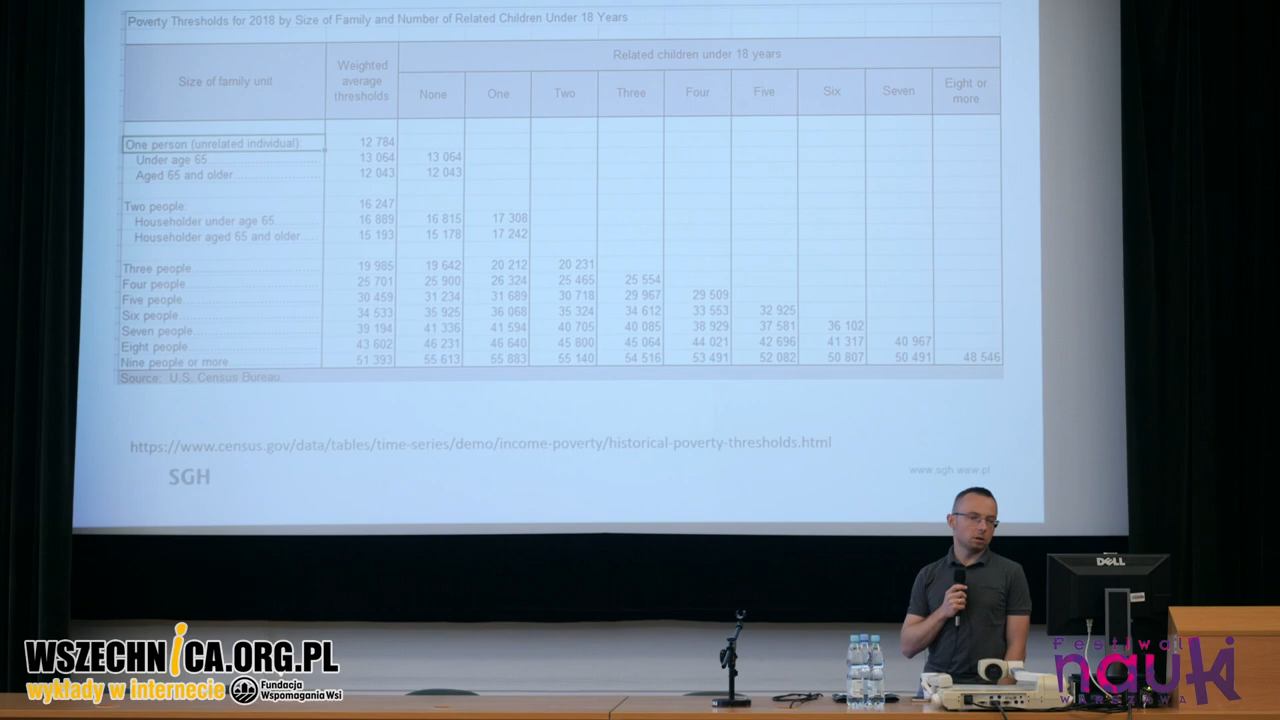 Poverty Thresholds for 2018 by Size of Family and Number of Related Children Under 18 Years
Size of family unit
Weighted
average
thresholds
Related children under 18 years
None One Two Three Four Five Six Seven Eight or
more
One person (unrelated individual): 12 784
Under age 65 13 064 13 064
Aged 65 and older 12 043 12 043
Two people: 16 247
Householder under age 65 16 889 16 815 17 308
Householder aged 65 and older 15 193 15 178 17 242
Three people 19 985 19 642 20 212 20 231
Four people 25 701 25 900 26 324 25 465 25 554
Five people 30 459 31 234 31 689 30 718 29 967 29 509
Six people 34 533 35 925 36 068 35 324 34 612 33 553 32 925
Seven people 39 194 41 336 41 594 40 705 40 085 38 929 37 581 36 102
Eight people 43 602 46 231 46 640 45 800 45 064 44 021 42 696 41 317 40 967
Nine people or more 51 393 55 613 55 883 55 140 54 516 53 491 52 082 50 807 50 491 48 546
Source: U.S. Census Bureau
https://www.census.gov/data/tables/time-series/demo/income-poverty/historical-poverty-thresholds.html
SGH
www.sgh.waw.pl
DELL
WSZECHNICA.ORG.PL
wykłady w internecie
Fundacja
Wspomagania Wsi
Festiwal
nauki
WARSZAWA